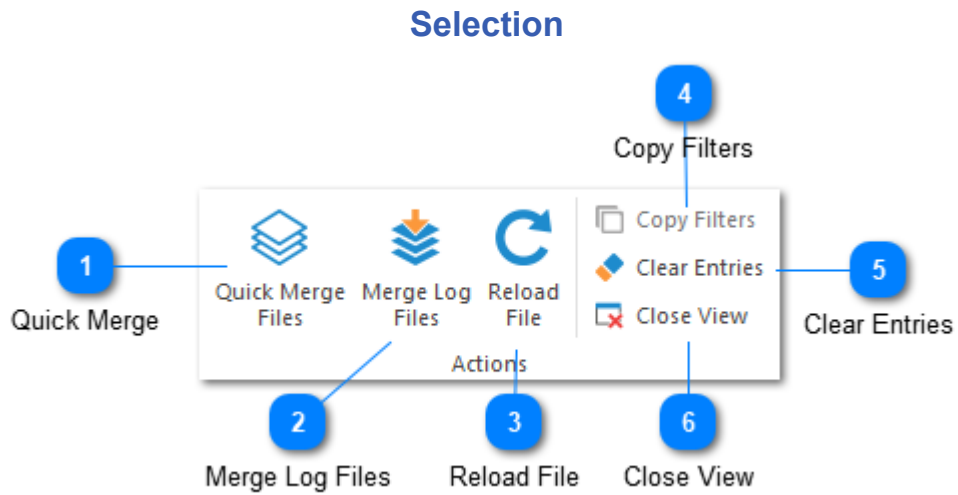 Selection
4
Copy Filters
Copy Filters
1
Quick Merge
Quick Merge
Files
Merge Log
Files
Reload
File
Clear Entries
Close View
5
Clear Entries
Actions
2
Merge Log Files
3
Reload File
6
Close View